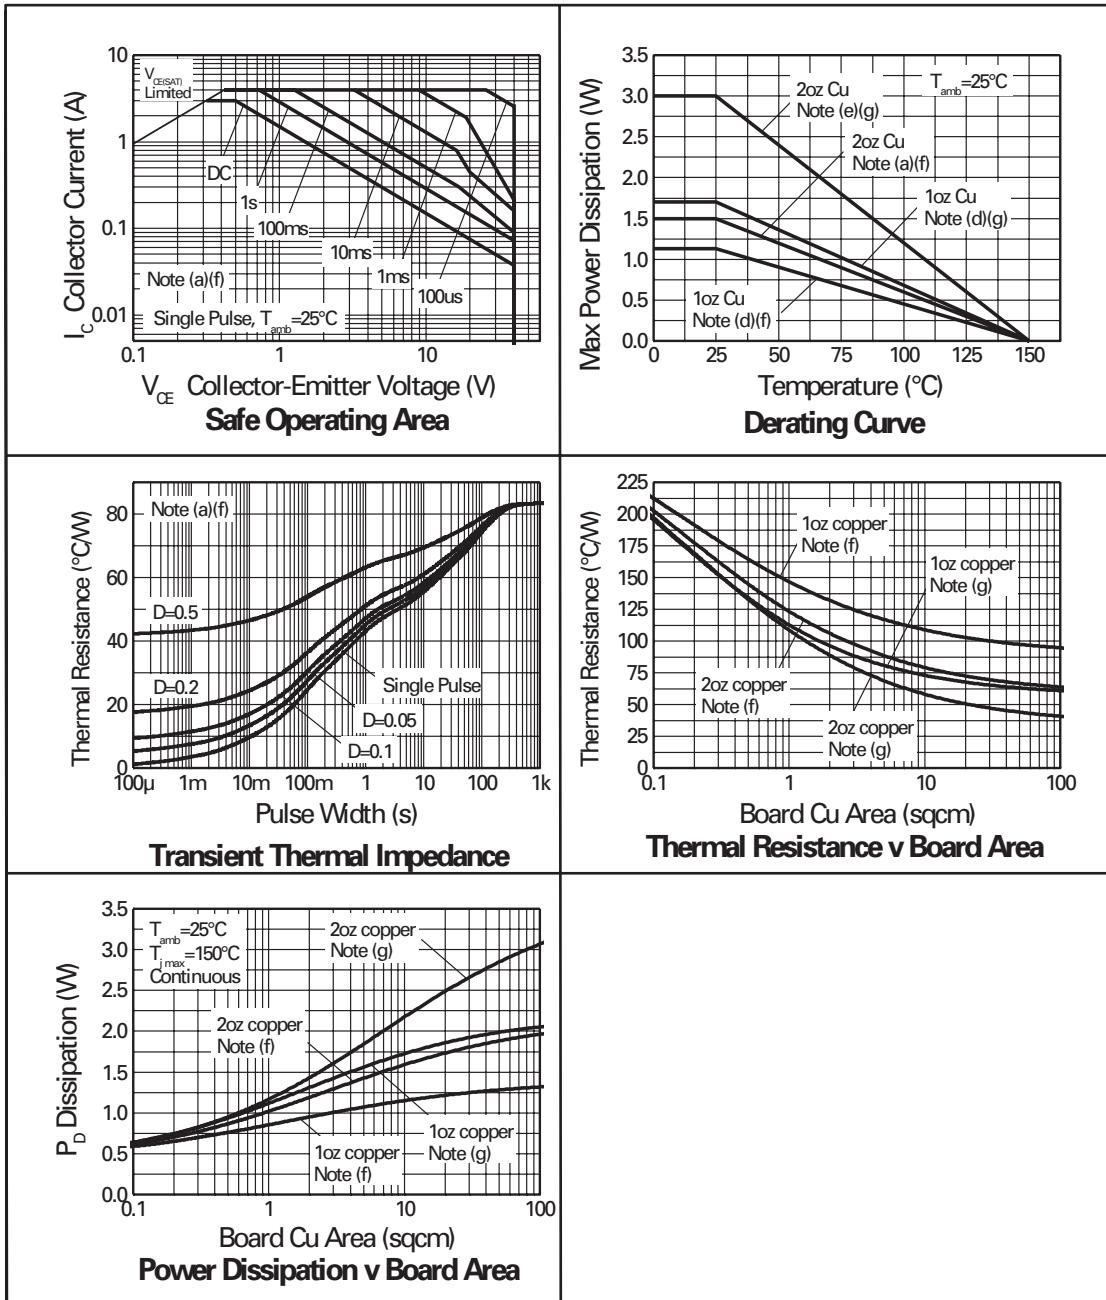 10
1
0.1
0.01
I_C Collector Current (A)
V_CE(SAT)
Limited
DC
1s
100ms
10ms
1ms
100us
Note (a)(f)
Single Pulse, T_amb=25°C
0.1 1 10
V_CE Collector-Emitter Voltage (V)
Safe Operating Area
3.5
3.0
2.5
2.0
1.5
1.0
0.5
0.0
Max Power Dissipation (W)
T_amb=25°C
2oz Cu
Note (e)(g)
2oz Cu
Note (a)(f)
1oz Cu
Note (d)(g)
1oz Cu
Note (d)(f)
0 25 50 75 100 125 150
Temperature (°C)
Derating Curve
80
60
40
20
0
Thermal Resistance (°C/W)
Note (a)(f)
D=0.5
D=0.2
Single Pulse
D=0.05
D=0.1
100µ 1m 10m 100m 1 10 100 1k
Pulse Width (s)
Transient Thermal Impedance
225
200
175
150
125
100
75
50
25
0
Thermal Resistance (°C/W)
1oz copper
Note (f)
1oz copper
Note (g)
2oz copper
Note (f)
2oz copper
Note (g)
0.1 1 10 100
Board Cu Area (sqcm)
Thermal Resistance v Board Area
3.5
3.0
2.5
2.0
1.5
1.0
0.5
0.0
P_D Dissipation (W)
T_amb=25°C
T_j max=150°C
Continuous
2oz copper
Note (g)
2oz copper
Note (f)
1oz copper
Note (f)
1oz copper
Note (g)
0.1 1 10 100
Board Cu Area (sqcm)
Power Dissipation v Board Area